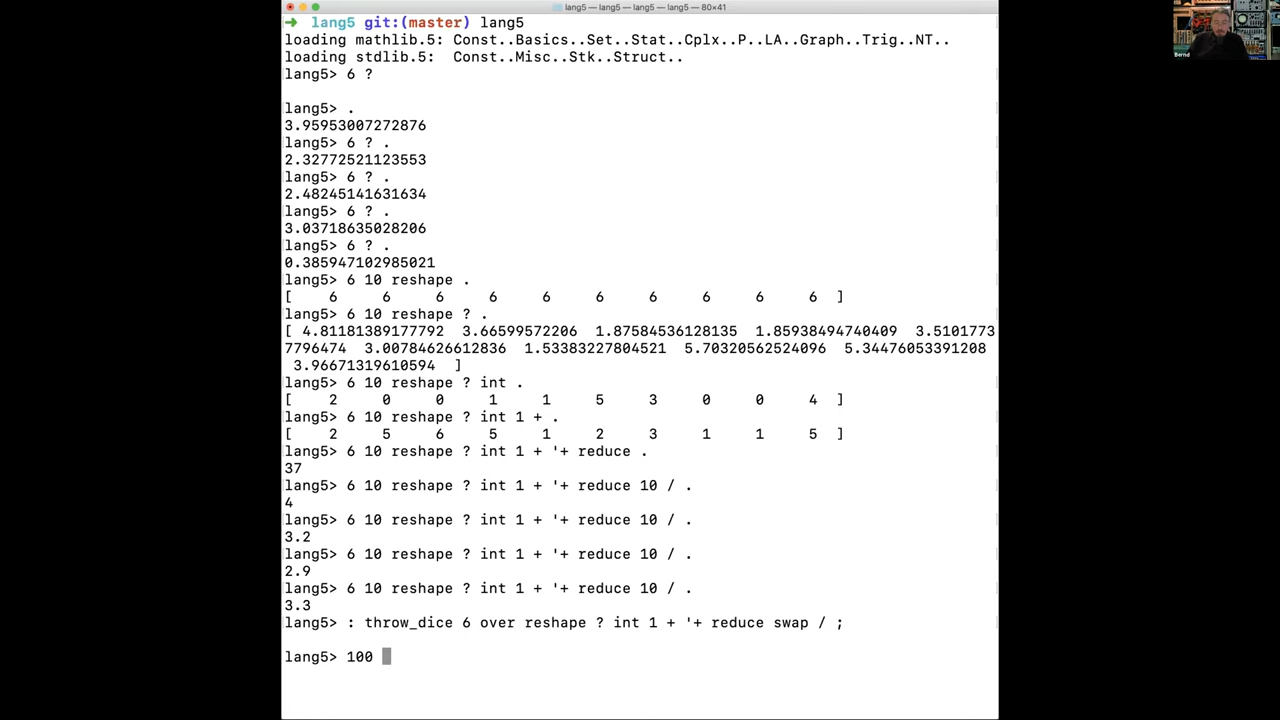 lang5 — lang5 — lang5 — lang5 — 80×41
➜ lang5 git:(master) lang5
loading mathlib.5: Const..Basics..Set..Stat..Cplx..P..LA..Graph..Trig..NT..
loading stdlib.5:  Const..Misc..Stk..Struct..
lang5> 6 ?
lang5> .
3.95953007272876
lang5> 6 ? .
2.32772521123553
lang5> 6 ? .
2.48245141631634
lang5> 6 ? .
3.03718635028206
lang5> 6 ? .
0.385947102985021
lang5> 6 10 reshape .
[    6     6     6     6     6     6     6     6     6     6  ]
lang5> 6 10 reshape ? .
[ 4.81181389177792  3.66599572206  1.87584536128135  1.85938494740409  3.5101773
7796474  3.00784626612836  1.53383227804521  5.70320562524096  5.34476053391208
 3.96671319610594  ]
lang5> 6 10 reshape ? int .
[    2     0     0     1     1     5     3     0     0     4  ]
lang5> 6 10 reshape ? int 1 + .
[    2     5     6     5     1     2     3     1     1     5  ]
lang5> 6 10 reshape ? int 1 + '+ reduce .
37
lang5> 6 10 reshape ? int 1 + '+ reduce 10 / .
4
lang5> 6 10 reshape ? int 1 + '+ reduce 10 / .
3.2
lang5> 6 10 reshape ? int 1 + '+ reduce 10 / .
2.9
lang5> 6 10 reshape ? int 1 + '+ reduce 10 / .
3.3
lang5> : throw_dice 6 over reshape ? int 1 + '+ reduce swap / ;
lang5> 100
Bernd